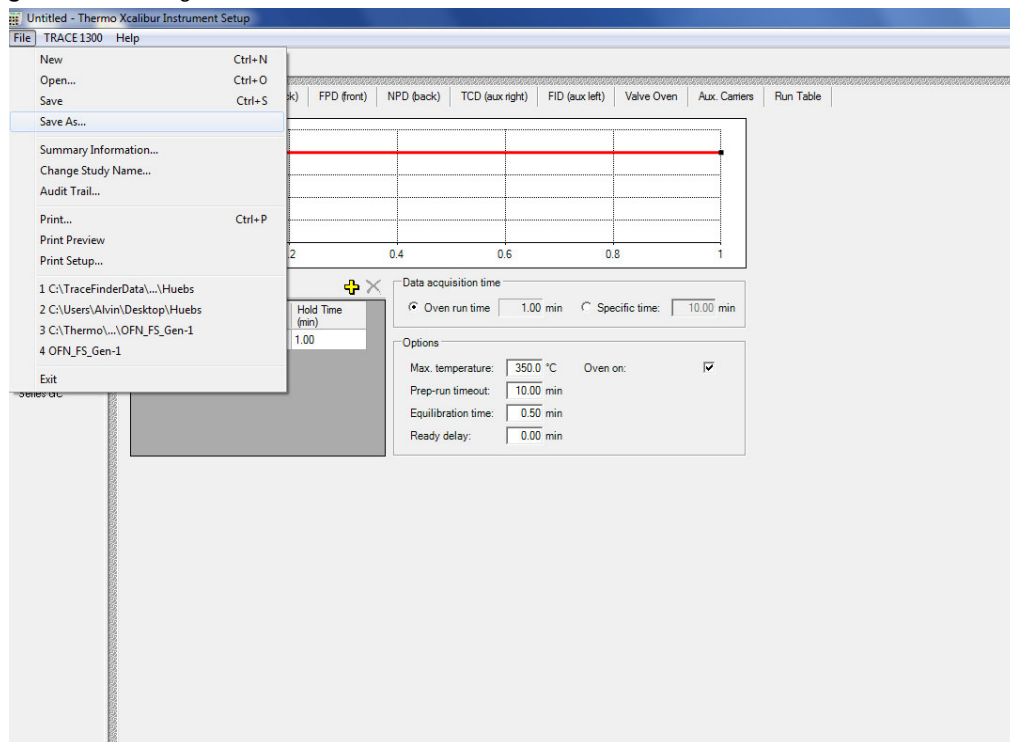 Untitled - Thermo Xcalibur Instrument Setup
File TRACE 1300 Help
New Ctrl+N
Open... Ctrl+O
Save Ctrl+S
Save As...
Summary Information...
Change Study Name...
Audit Trail...
Print... Ctrl+P
Print Preview
Print Setup...
1 C:\TraceFinderData\...\Huebs
2 C:\Users\Alvin\Desktop\Huebs
3 C:\Thermo\...\OFN_FS_Gen-1
4 OFN_FS_Gen-1
Exit
FPD (front) NPD (back) TCD (aux right) FID (aux left) Valve Oven Aux. Carriers Run Table
0.4 0.6 0.8 1
Hold Time
(min)
1.00
Data acquisition time
Oven run time 1.00 min Specific time: 10.00 min
Options
Max. temperature: 350.0 °C Oven on:
Prep-run timeout: 10.00 min
Equilibration time: 0.50 min
Ready delay: 0.00 min